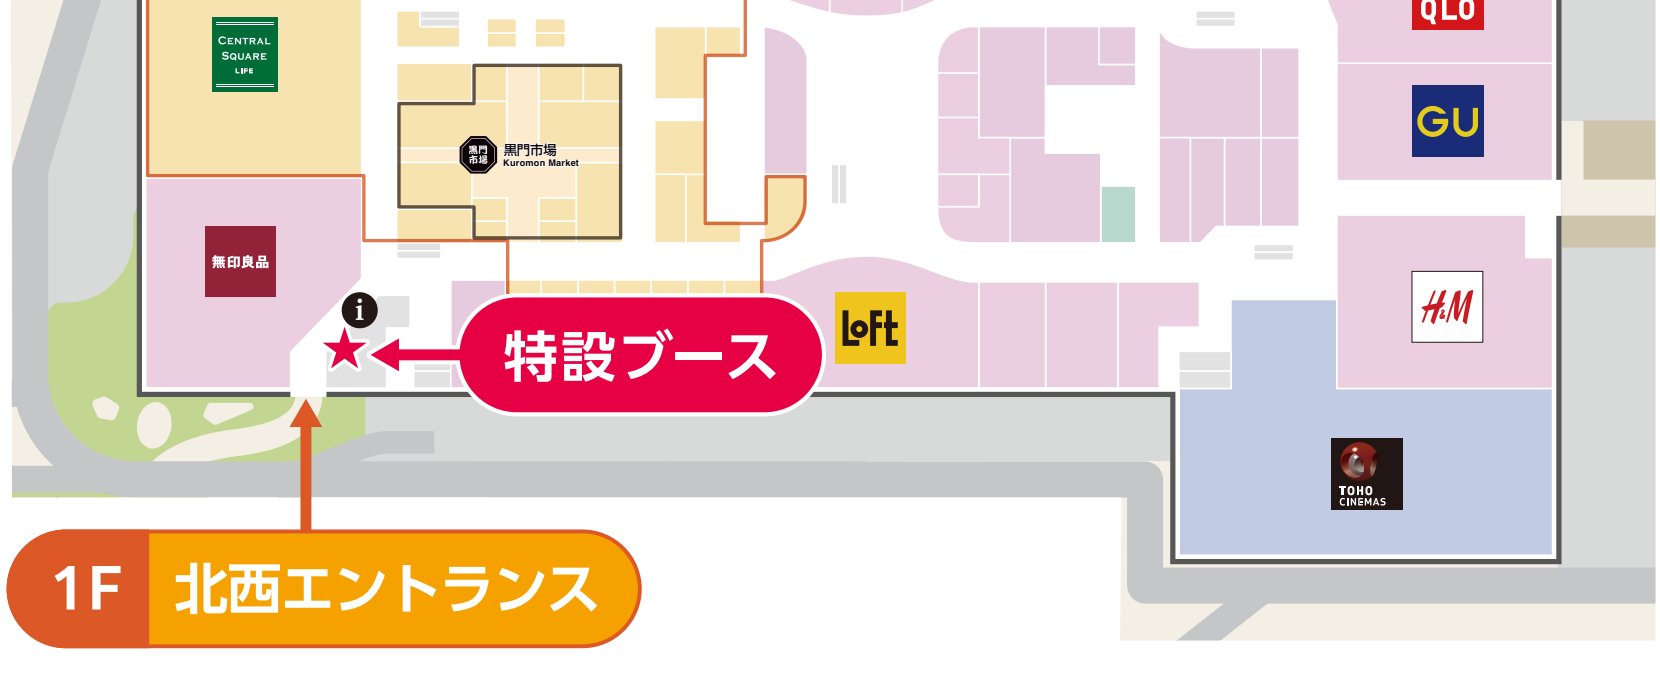 QLO
CENTRAL
SQUARE
LIFE
GU
黒門
市場
黒門市場
Kuromon Market
無印良品
i
H&M
LoFt
特設ブース
TOHO
CINEMAS
1F 北西エントランス